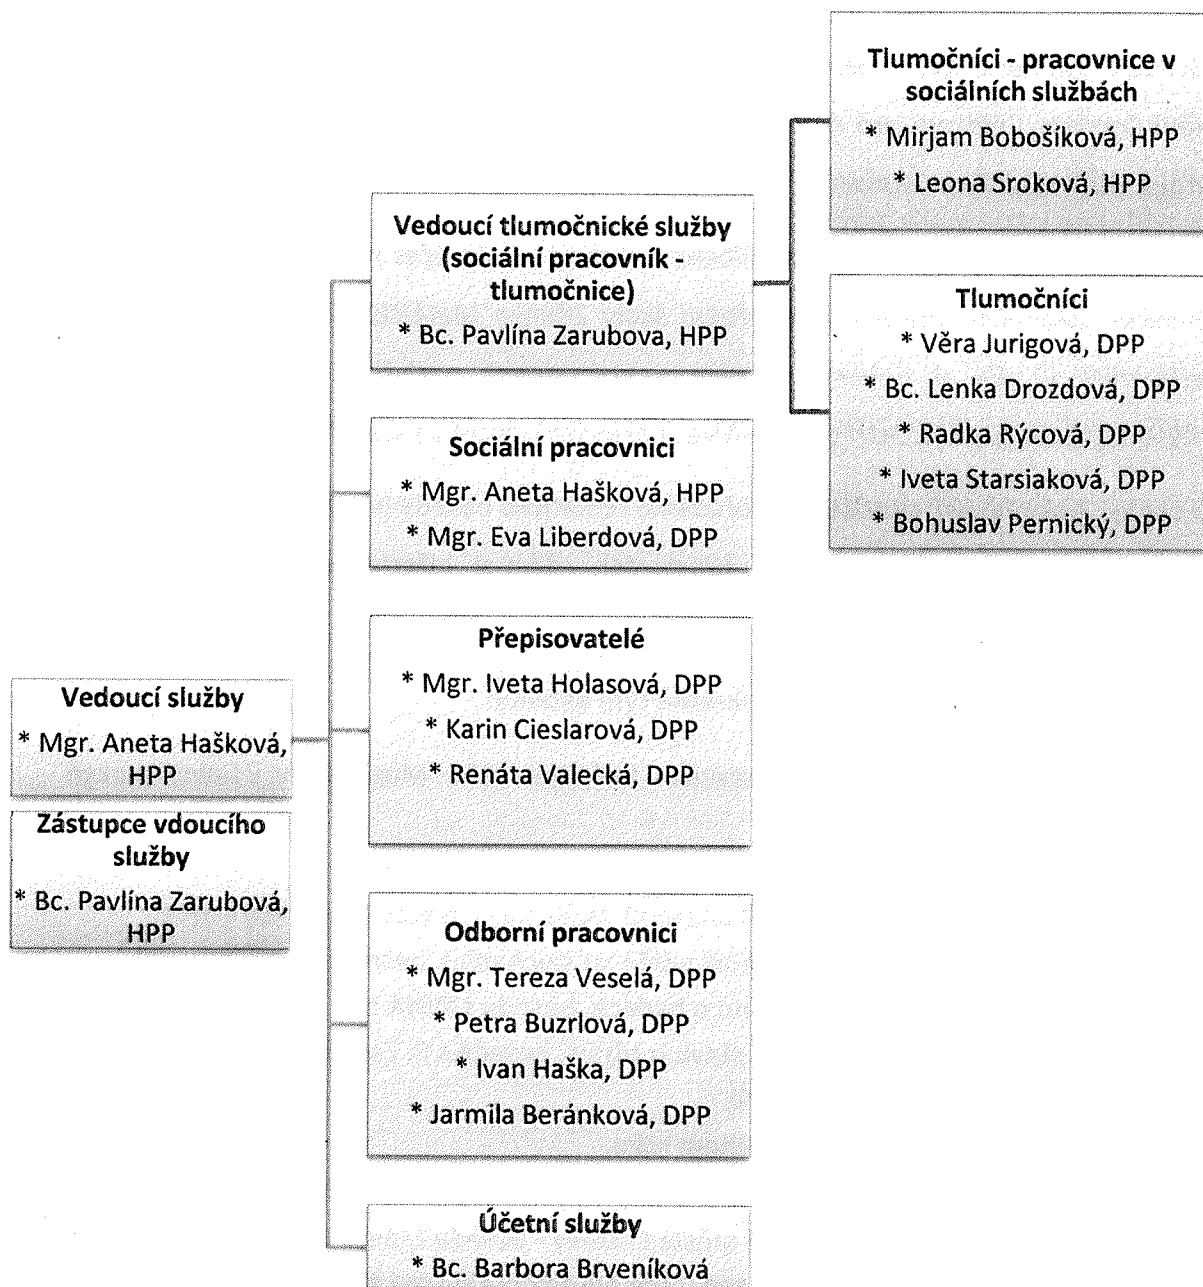 Vedoucí služby
* Mgr. Aneta Hašková,
HPP
Zástupce vdoucího
služby
* Bc. Pavlína Zarubová,
HPP
Vedoucí tlumočnické služby
(sociální pracovník -
tlumočnice)
* Bc. Pavlína Zarubova, HPP
Tlumočníci - pracovnice v
sociálních službách
* Mirjam Bobošíková, HPP
* Leona Sroková, HPP
Tlumočníci
* Věra Jurigová, DPP
* Bc. Lenka Drozdová, DPP
* Radka Rýcová, DPP
* Iveta Starsiaková, DPP
* Bohuslav Pernický, DPP
Sociální pracovnici
* Mgr. Aneta Hašková, HPP
* Mgr. Eva Liberdová, DPP
Přepisovatelé
* Mgr. Iveta Holasová, DPP
* Karin Cieslarová, DPP
* Renáta Valecká, DPP
Odborní pracovnici
* Mgr. Tereza Veselá, DPP
* Petra Buzrlová, DPP
* Ivan Haška, DPP
* Jarmila Beránková, DPP
Účetní služby
* Bc. Barbora Brveníková